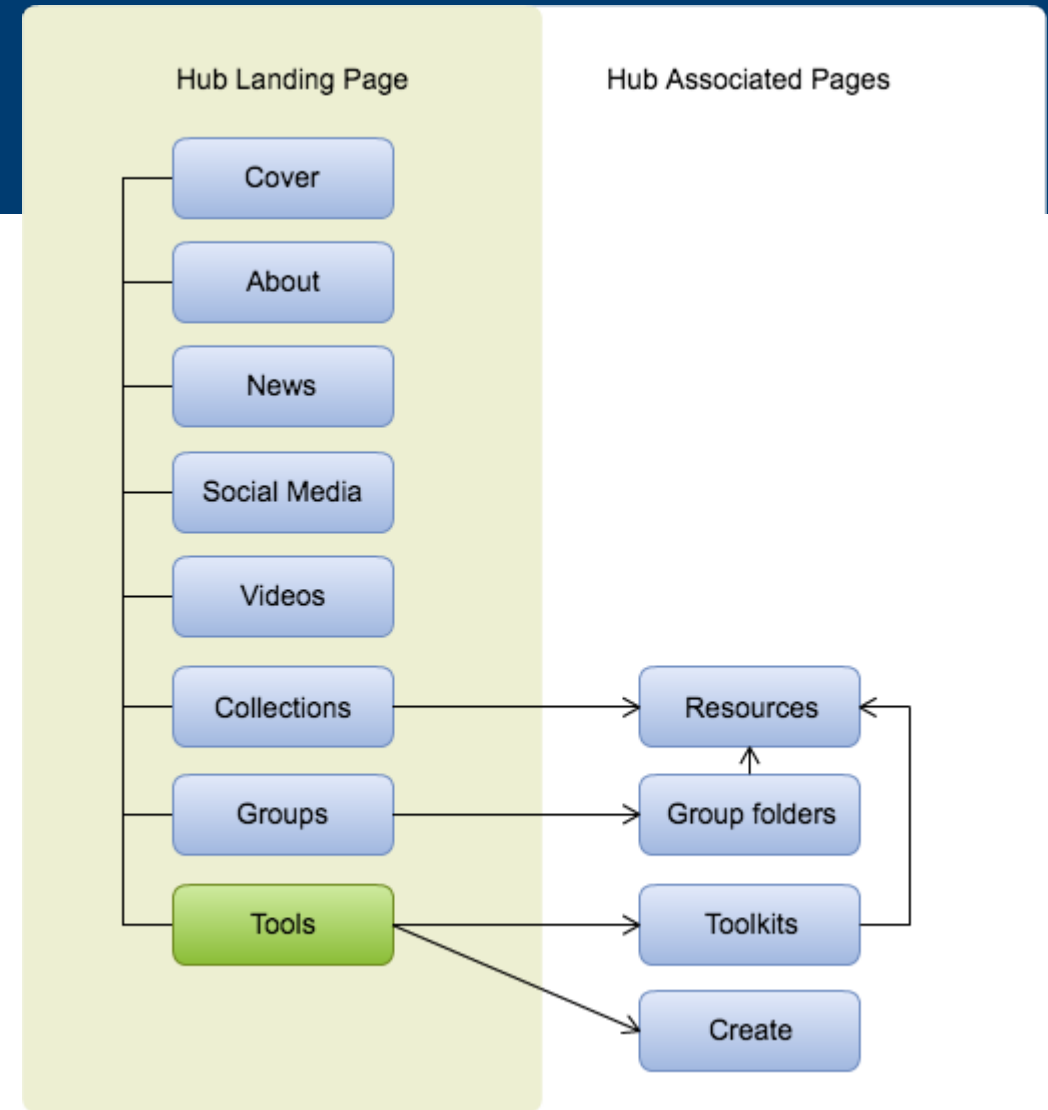 Hub Landing Page
Hub Associated Pages
Cover
About
News
Social Media
Videos
Collections
Resources
Groups
Group folders
Tools
Toolkits
Create